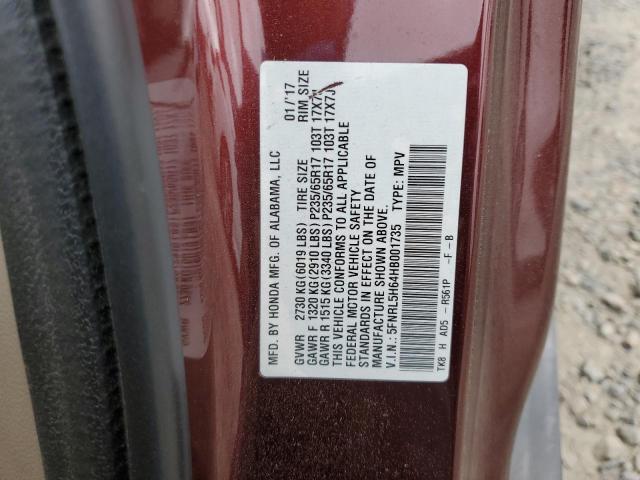 MFD. BY HONDA MFG. OF ALABAMA, LLC 01/'17
GVWR 2730 KG(6019 LBS) TIRE SIZE RIM SIZE
GAWR F 1320 KG(2910 LBS) P235/65R17 103T 17X7J
GAWR R 1515 KG(3340 LBS) P235/65R17 103T 17X7J
THIS VEHICLE CONFORMS TO ALL APPLICABLE
FEDERAL MOTOR VEHICLE SAFETY
STANDARDS IN EFFECT ON THE DATE OF
MANUFACTURE SHOWN ABOVE.
V.I.N.: 5FNRL5H64HB001735 TYPE: MPV
TK8 H AD5 - R561P -F -B